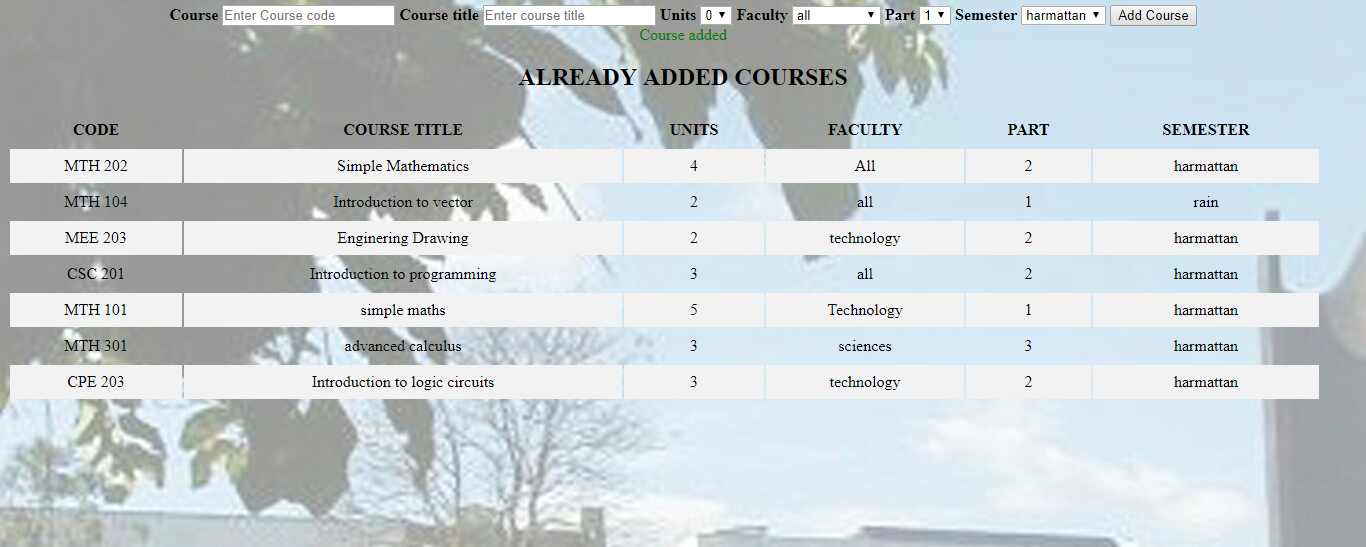 Course Enter Course code Course title Enter course title Units 0 Faculty all Part 1 Semester harmattan Add Course
Course added
ALREADY ADDED COURSES
CODE COURSE TITLE UNITS FACULTY PART SEMESTER
MTH 202 Simple Mathematics 4 All 2 harmattan
MTH 104 Introduction to vector 2 all 1 rain
MEE 203 Enginering Drawing 2 technology 2 harmattan
CSC 201 Introduction to programming 3 all 2 harmattan
MTH 101 simple maths 5 Technology 1 harmattan
MTH 301 advanced calculus 3 sciences 3 harmattan
CPE 203 Introduction to logic circuits 3 technology 2 harmattan